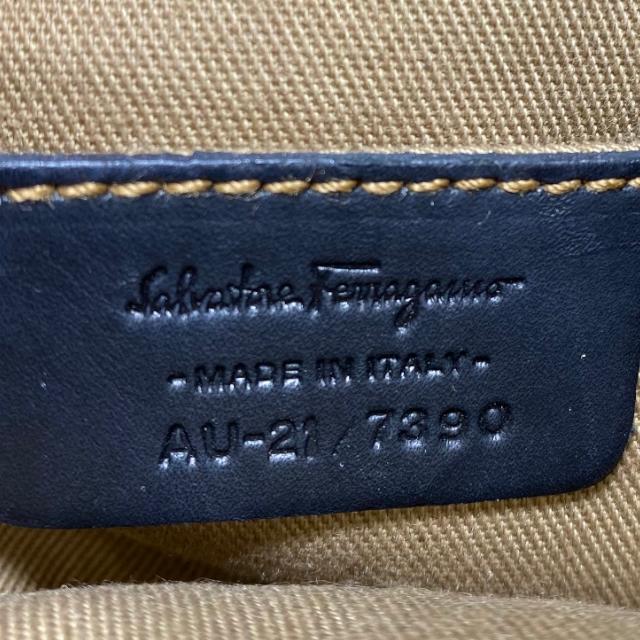 Salvatore Ferragamo
-MADE IN ITALY-
AU-21/7390